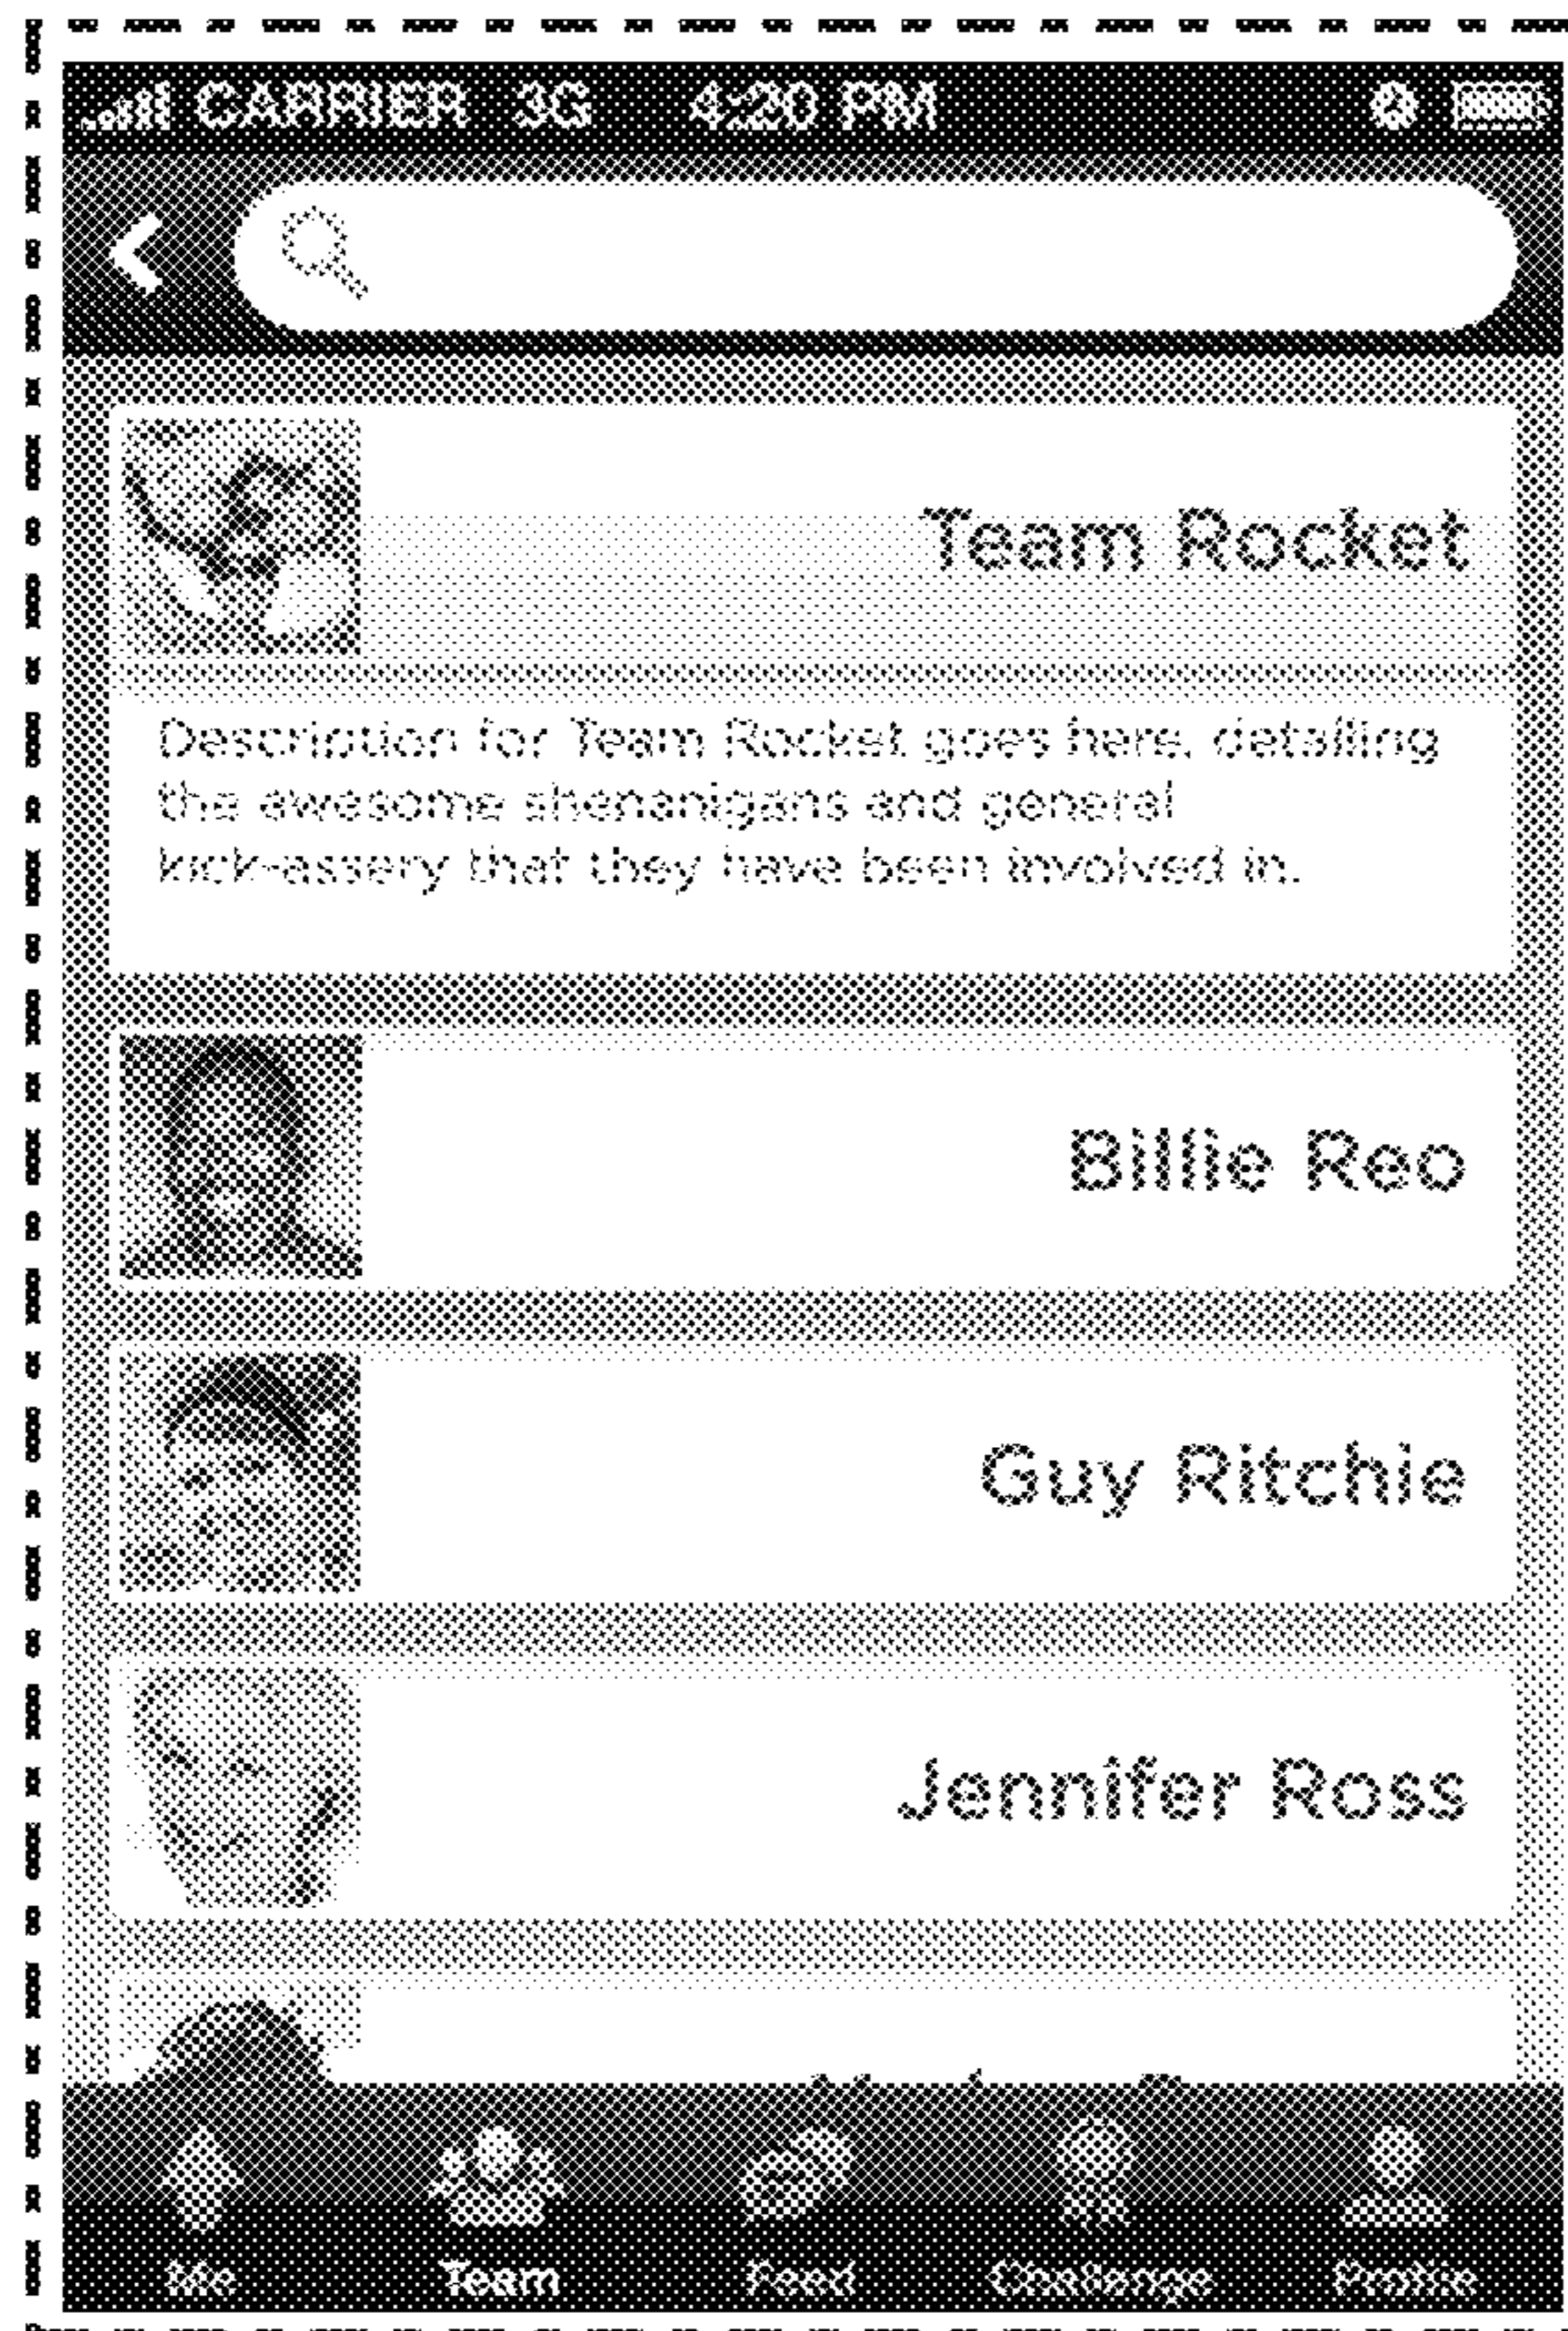 CARRIER 3G 4:20 PM
Team Rocket
Description for Team Rocket goes here, detailing
the awesome shenanigans and general
kick-assery that they have been involved in.
Billie Reo
Guy Ritchie
Jennifer Ross
Me Team Feed Challenge Profile